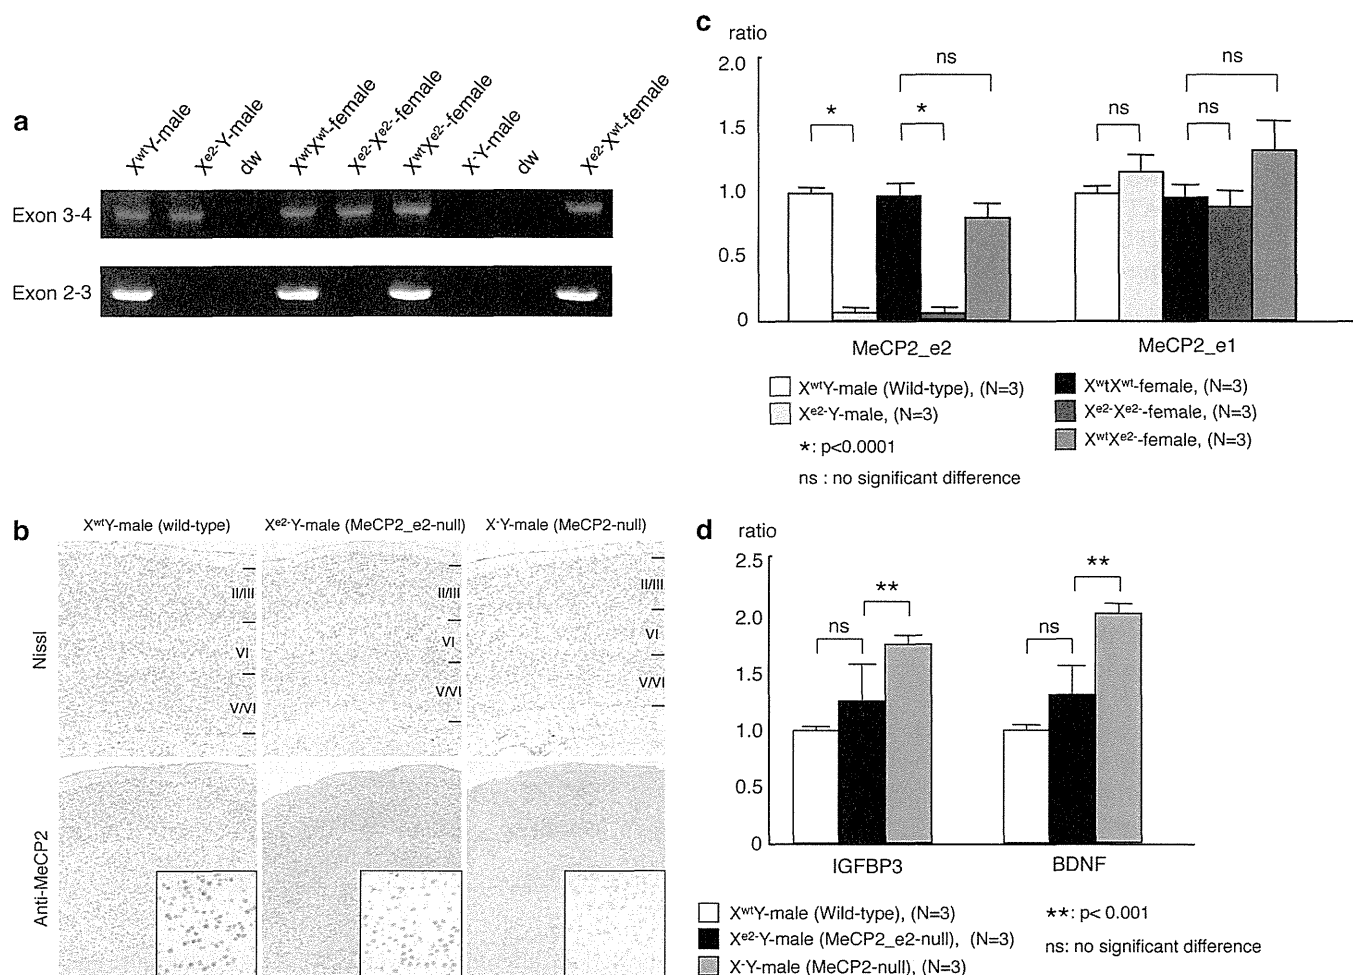 a
XwtY-male
Xe2-Y-male
dw
XwtXwt-female
Xe2-Xe2--female
XwtXe2--female
X-Y-male
dw
Xe2-Xwt-female
Exon 3-4
Exon 2-3
b
XwtY-male (wild-type)
Xe2-Y-male (MeCP2_e2-null)
X-Y-male (MeCP2-null)
Nissl
II/III
VI
V/VI
II/III
VI
V/VI
II/III
VI
V/VI
Anti-MeCP2
c
ratio
2.0
1.5
1.0
0.5
0
*
ns
*
ns
ns
ns
MeCP2_e2
MeCP2_e1
XwtY-male (Wild-type), (N=3)
Xe2-Y-male, (N=3)
*: p<0.0001
ns : no significant difference
XwtXwt-female, (N=3)
Xe2-Xe2--female, (N=3)
XwtXe2--female, (N=3)
d
ratio
2.5
2.0
1.5
1.0
0.5
0
ns
**
ns
**
IGFBP3
BDNF
XwtY-male (Wild-type), (N=3)
Xe2-Y-male (MeCP2_e2-null), (N=3)
X-Y-male (MeCP2-null), (N=3)
**: p< 0.001
ns: no significant difference